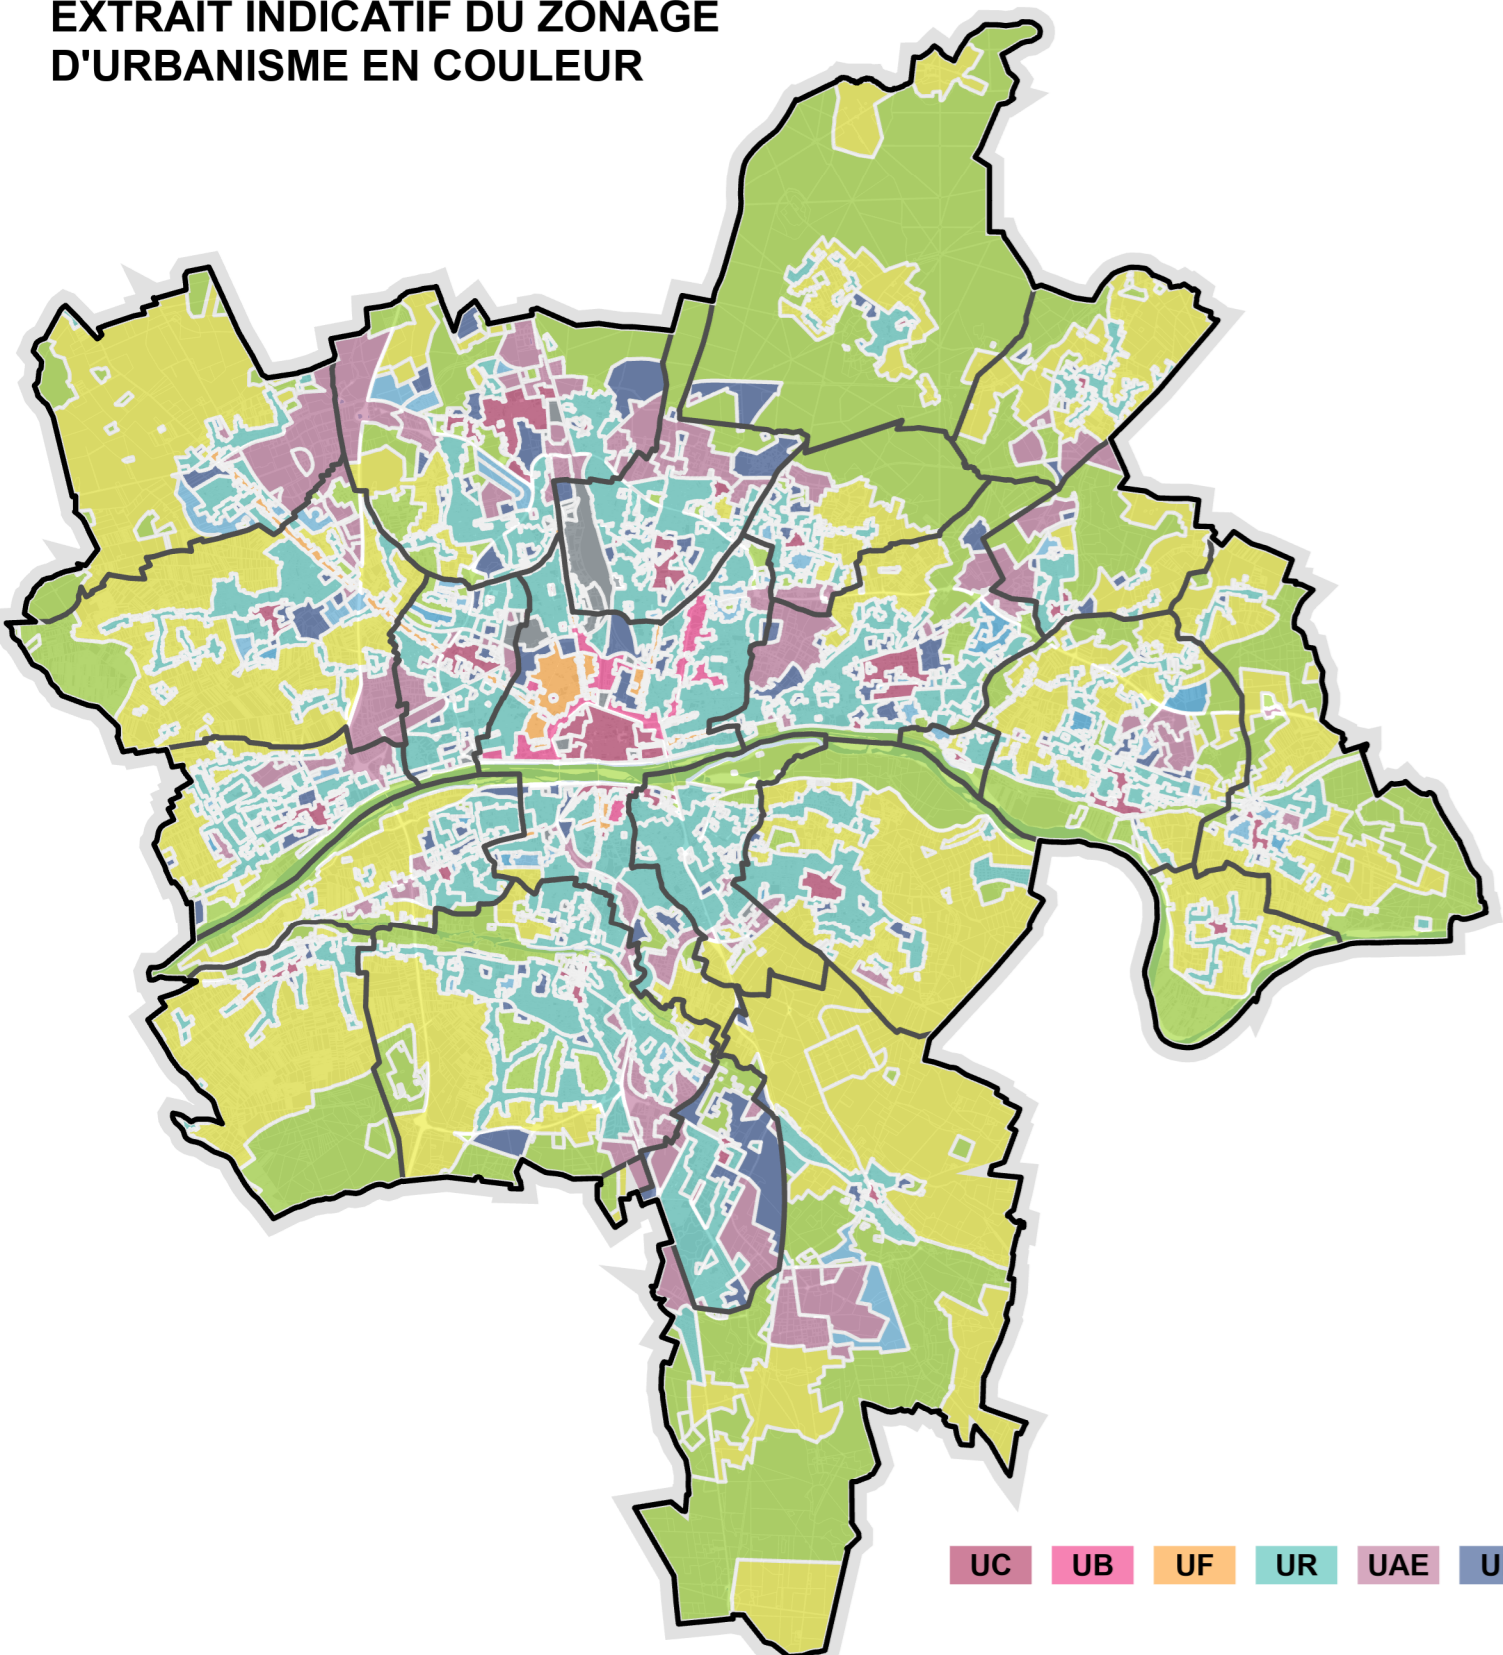 EXTRAIT INDICATIF DU ZONAGE
D'URBANISME EN COULEUR
UC UB UF UR UAE U